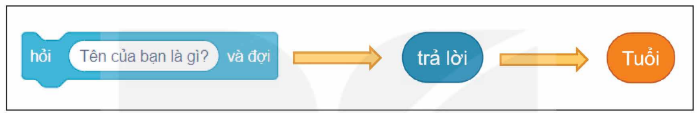 hỏi Tên của bạn là gì? và đợi trả lời Tuổi